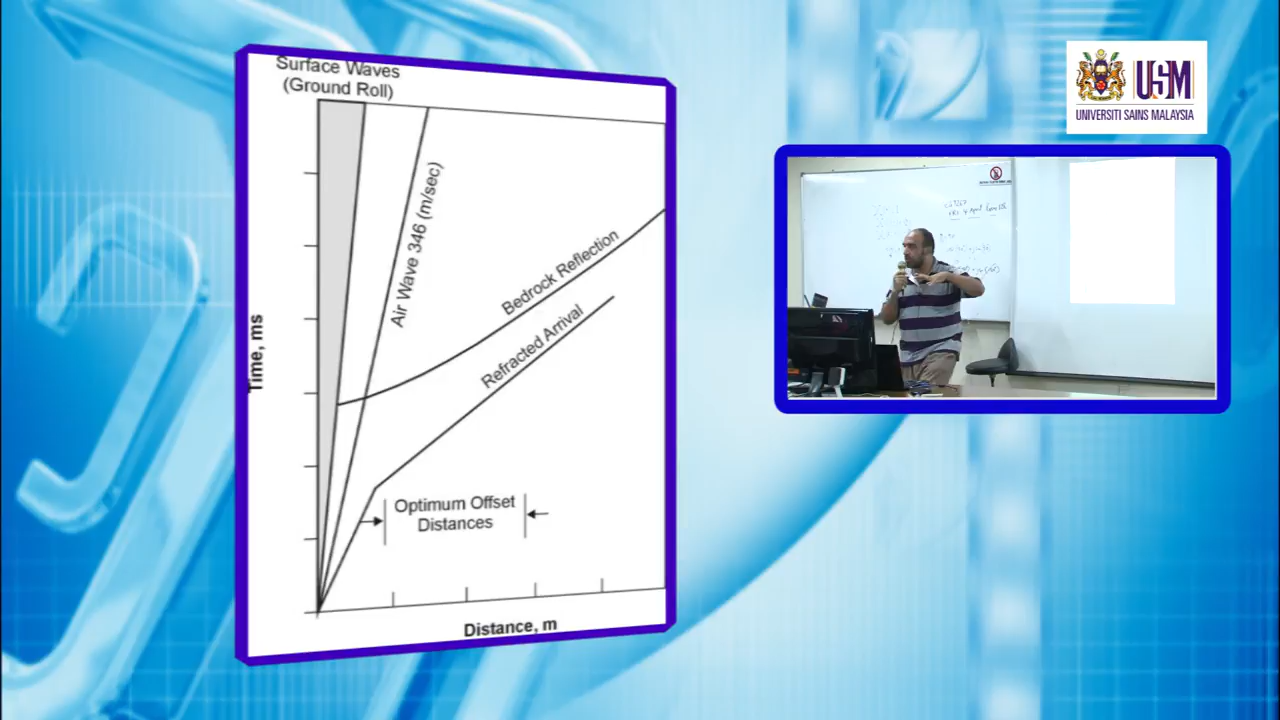 Surface Waves
(Ground Roll)
Air Wave 346 (m/sec)
Bedrock Reflection
Refracted Arrival
Time, ms
Optimum Offset
Distances
Distance, m
USM
UNIVERSITI SAINS MALAYSIA